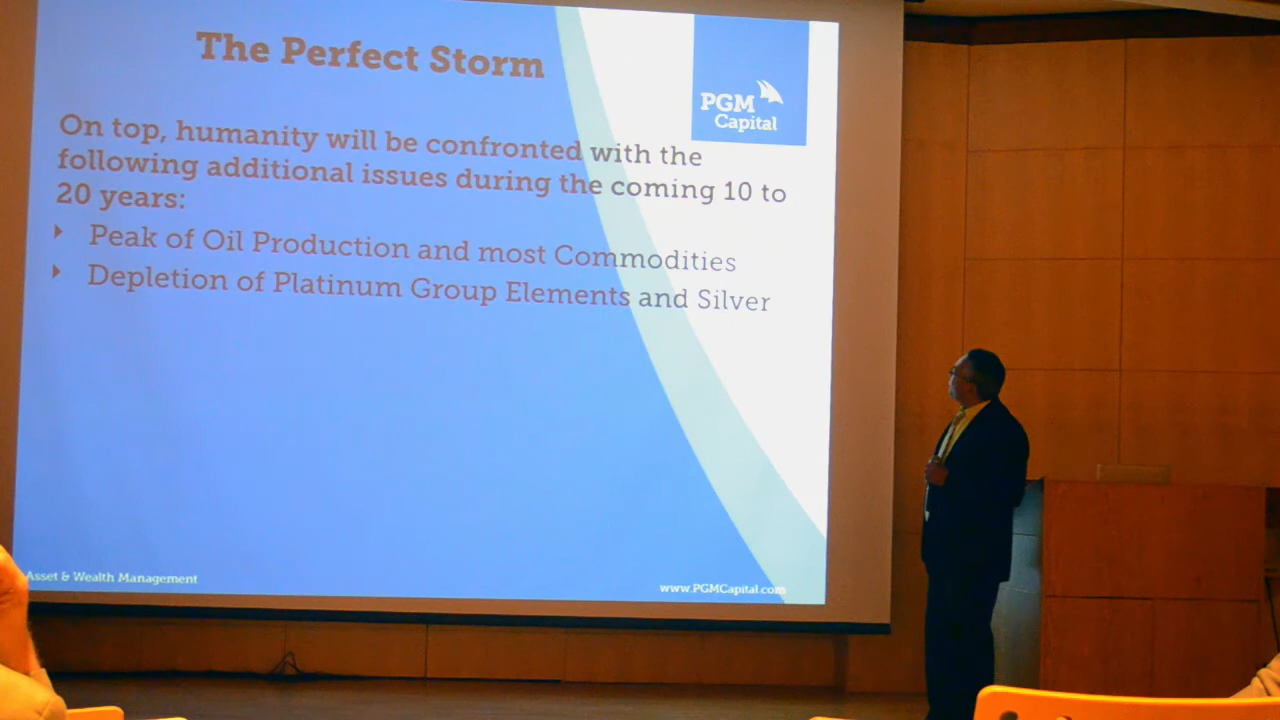 The Perfect Storm
PGM
Capital
On top, humanity will be confronted with the
following additional issues during the coming 10 to
20 years:
Peak of Oil Production and most Commodities
Depletion of Platinum Group Elements and Silver
Asset & Wealth Management
www.PGMCapital.com